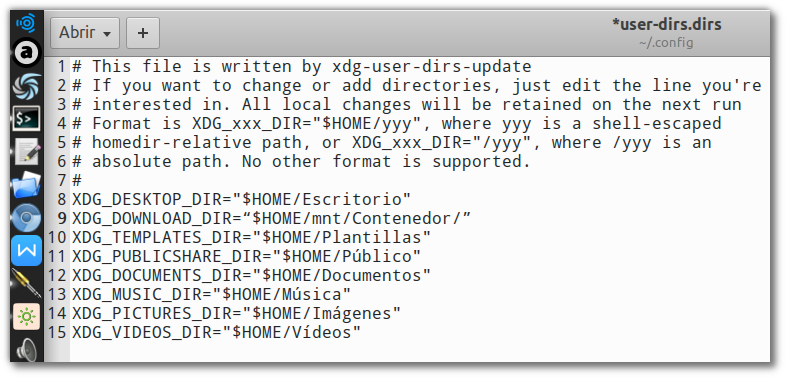 Abrir + *user-dirs.dirs
~/.config
1 # This file is written by xdg-user-dirs-update
2 # If you want to change or add directories, just edit the line you're
3 # interested in. All local changes will be retained on the next run
4 # Format is XDG_xxx_DIR="$HOME/yyy", where yyy is a shell-escaped
5 # homedir-relative path, or XDG_xxx_DIR="/yyy", where /yyy is an
6 # absolute path. No other format is supported.
7 #
8 XDG_DESKTOP_DIR="$HOME/Escritorio"
9 XDG_DOWNLOAD_DIR=“$HOME/mnt/Contenedor/”
10 XDG_TEMPLATES_DIR="$HOME/Plantillas"
11 XDG_PUBLICSHARE_DIR="$HOME/Público"
12 XDG_DOCUMENTS_DIR="$HOME/Documentos"
13 XDG_MUSIC_DIR="$HOME/Música"
14 XDG_PICTURES_DIR="$HOME/Imágenes"
15 XDG_VIDEOS_DIR="$HOME/Vídeos"